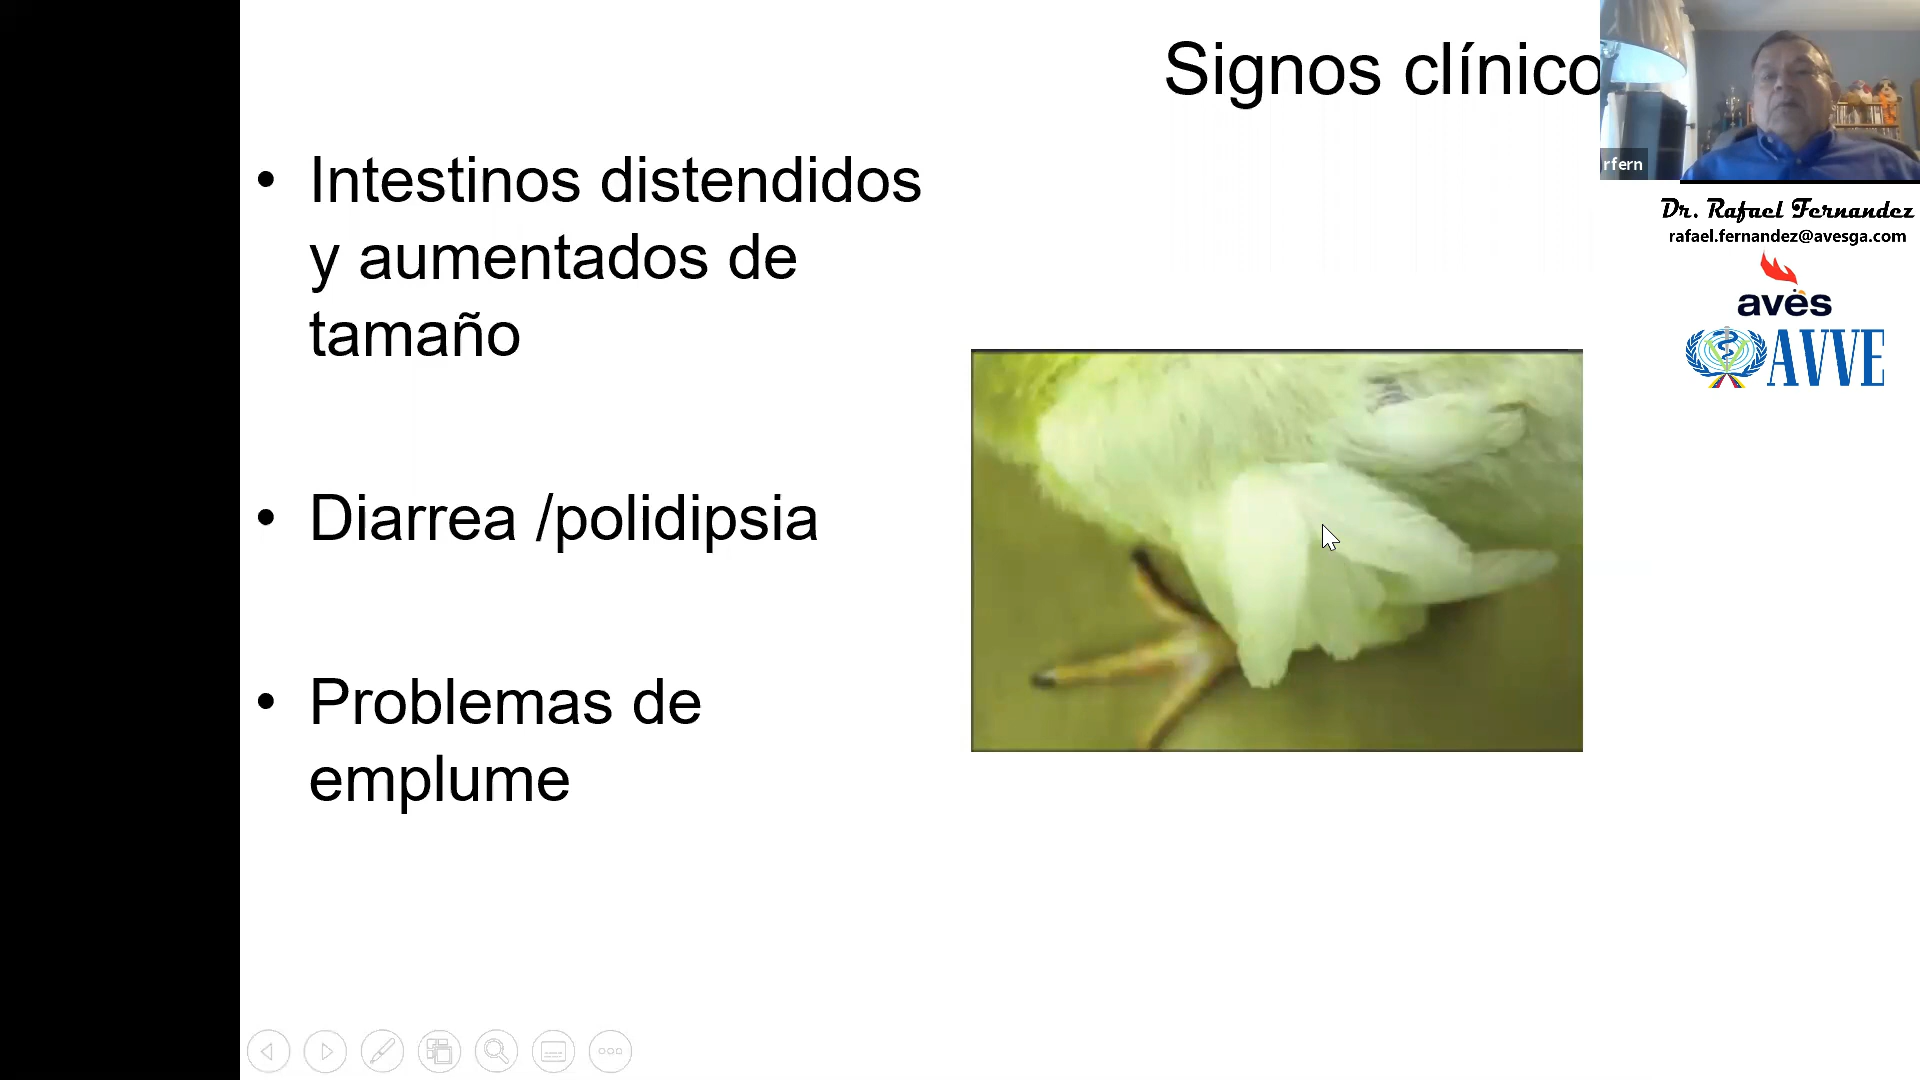 Signos clínico
• Intestinos distendidos
y aumentados de
tamaño
• Diarrea /polidipsia
• Problemas de
emplume
rfern
Dr. Rafael Fernandez
rafael.fernandez@avesga.com
aves
AVVE